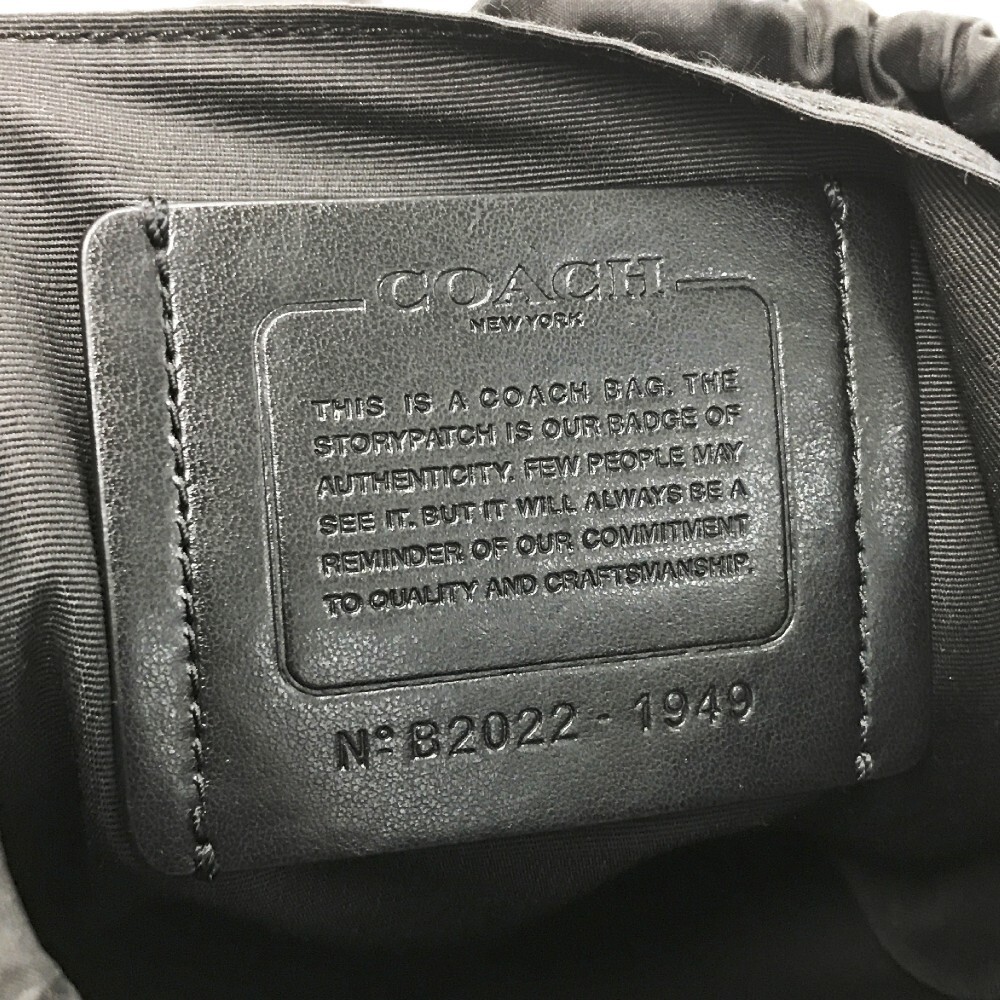 COACH
NEW YORK
THIS IS A COACH BAG. THE
STORYPATCH IS OUR BADGE OF
AUTHENTICITY. FEW PEOPLE MAY
SEE IT. BUT IT WILL ALWAYS BE A
REMINDER OF OUR COMMITMENT
TO QUALITY AND CRAFTSMANSHIP.
Nº B2022 - 1949